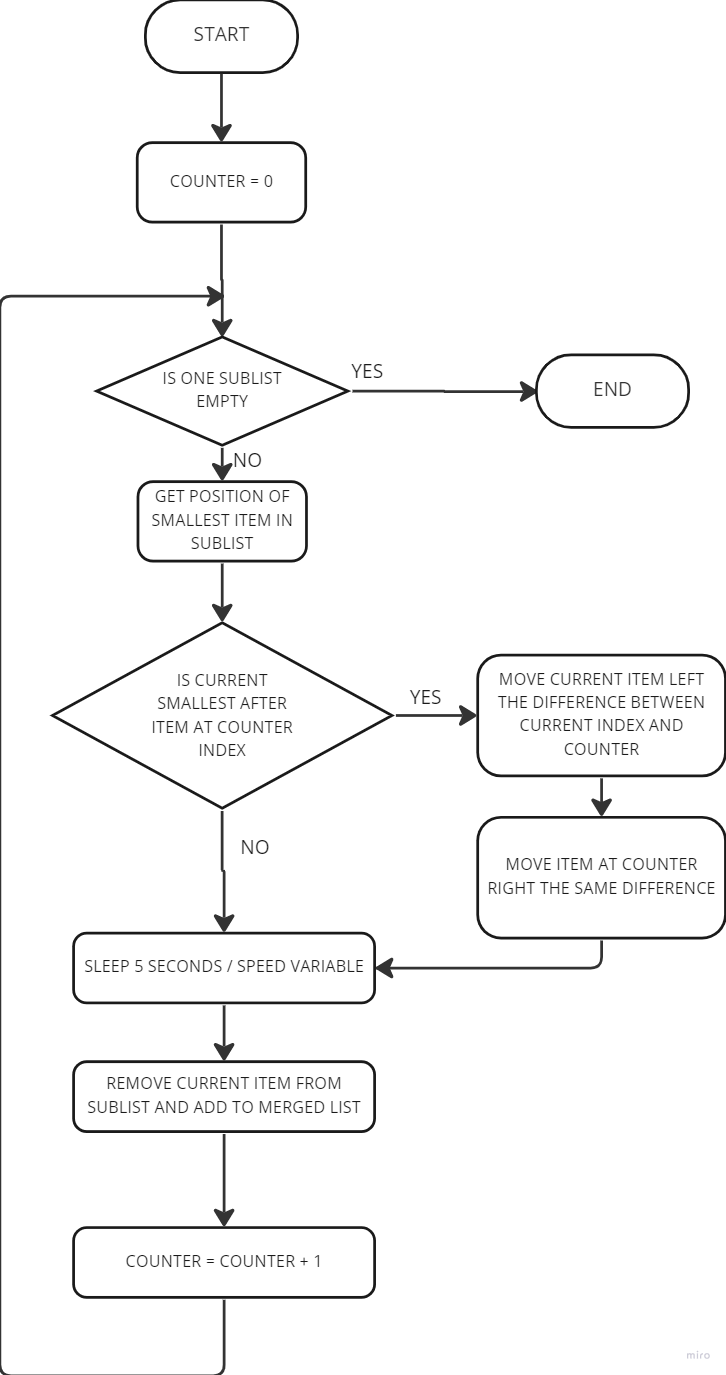 START
COUNTER = 0
IS ONE SUBLIST
EMPTY
YES
END
NO
GET POSITION OF
SMALLEST ITEM IN
SUBLIST
IS CURRENT
SMALLEST AFTER
ITEM AT COUNTER
INDEX
YES
MOVE CURRENT ITEM LEFT
THE DIFFERENCE BETWEEN
CURRENT INDEX AND
COUNTER
NO
MOVE ITEM AT COUNTER
RIGHT THE SAME DIFFERENCE
SLEEP 5 SECONDS / SPEED VARIABLE
REMOVE CURRENT ITEM FROM
SUBLIST AND ADD TO MERGED LIST
COUNTER = COUNTER + 1
miro